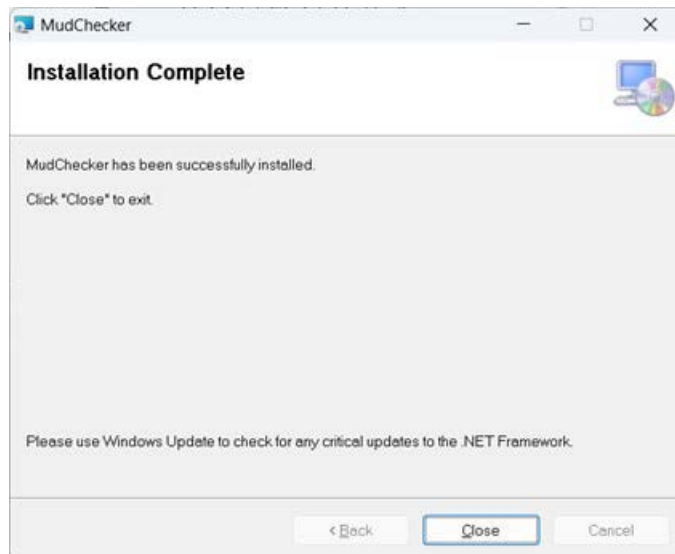 MudChecker
Installation Complete
MudChecker has been successfully installed.
Click "Close" to exit.
Please use Windows Update to check for any critical updates to the .NET Framework.
< Back
Close
Cancel